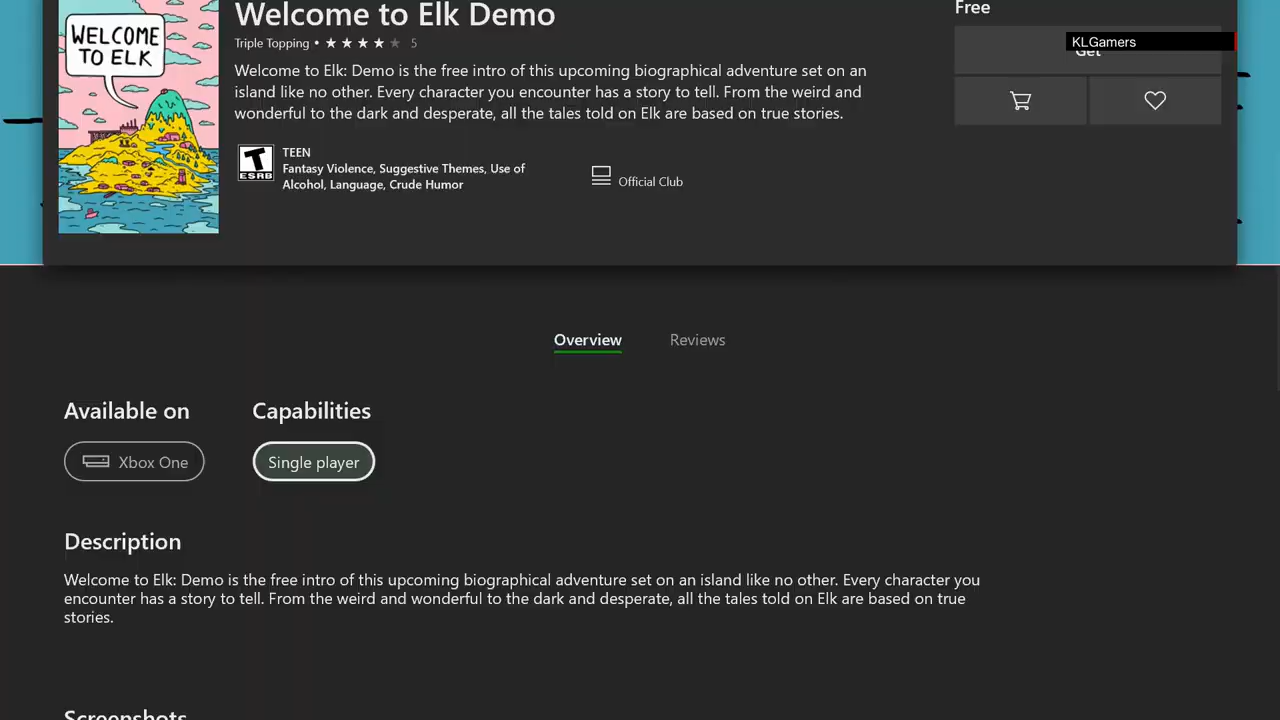 Welcome to Elk Demo
Triple Topping • ★ ★ ★ ★ ★ 5
Welcome to Elk: Demo is the free intro of this upcoming biographical adventure set on an
island like no other. Every character you encounter has a story to tell. From the weird and
wonderful to the dark and desperate, all the tales told on Elk are based on true stories.
WELCOME
TO ELK
T
ESRB
TEEN
Fantasy Violence, Suggestive Themes, Use of
Alcohol, Language, Crude Humor
Official Club
Free
KLGamers
Get
Overview
Reviews
Available on
Xbox One
Capabilities
Single player
Description
Welcome to Elk: Demo is the free intro of this upcoming biographical adventure set on an island like no other. Every character you
encounter has a story to tell. From the weird and wonderful to the dark and desperate, all the tales told on Elk are based on true
stories.
Screenshots